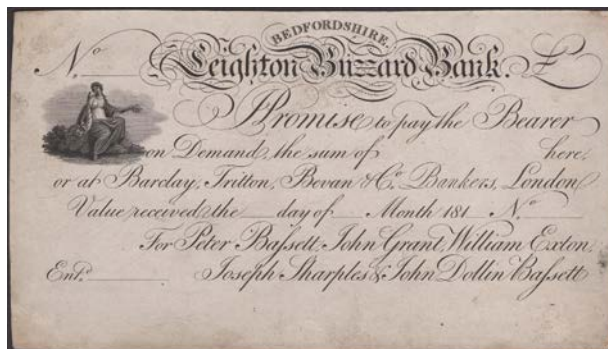 BEDFORDSHIRE.
No Leighton Buzzard Bank. £
I Promise to pay the Bearer
on Demand, the sum of here,
or at Barclay, Tritton, Bevan & Co. Bankers, London
Value received the day of Month 181 No
For Peter Bassett, John Grant, William Exton,
Entd. Joseph Sharples & John Dollin Bassett